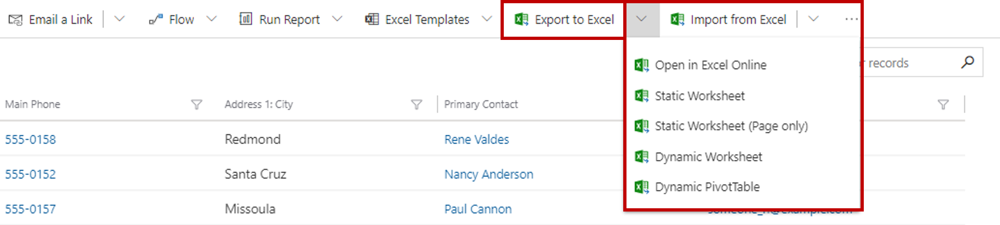 Email a Link Flow Run Report Excel Templates Export to Excel Import from Excel ...
Open in Excel Online
records
Static Worksheet
Main Phone Address 1: City Primary Contact
Static Worksheet (Page only)
555-0158 Redmond Rene Valdes
Dynamic Worksheet
555-0152 Santa Cruz Nancy Anderson
Dynamic PivotTable
555-0157 Missoula Paul Cannon